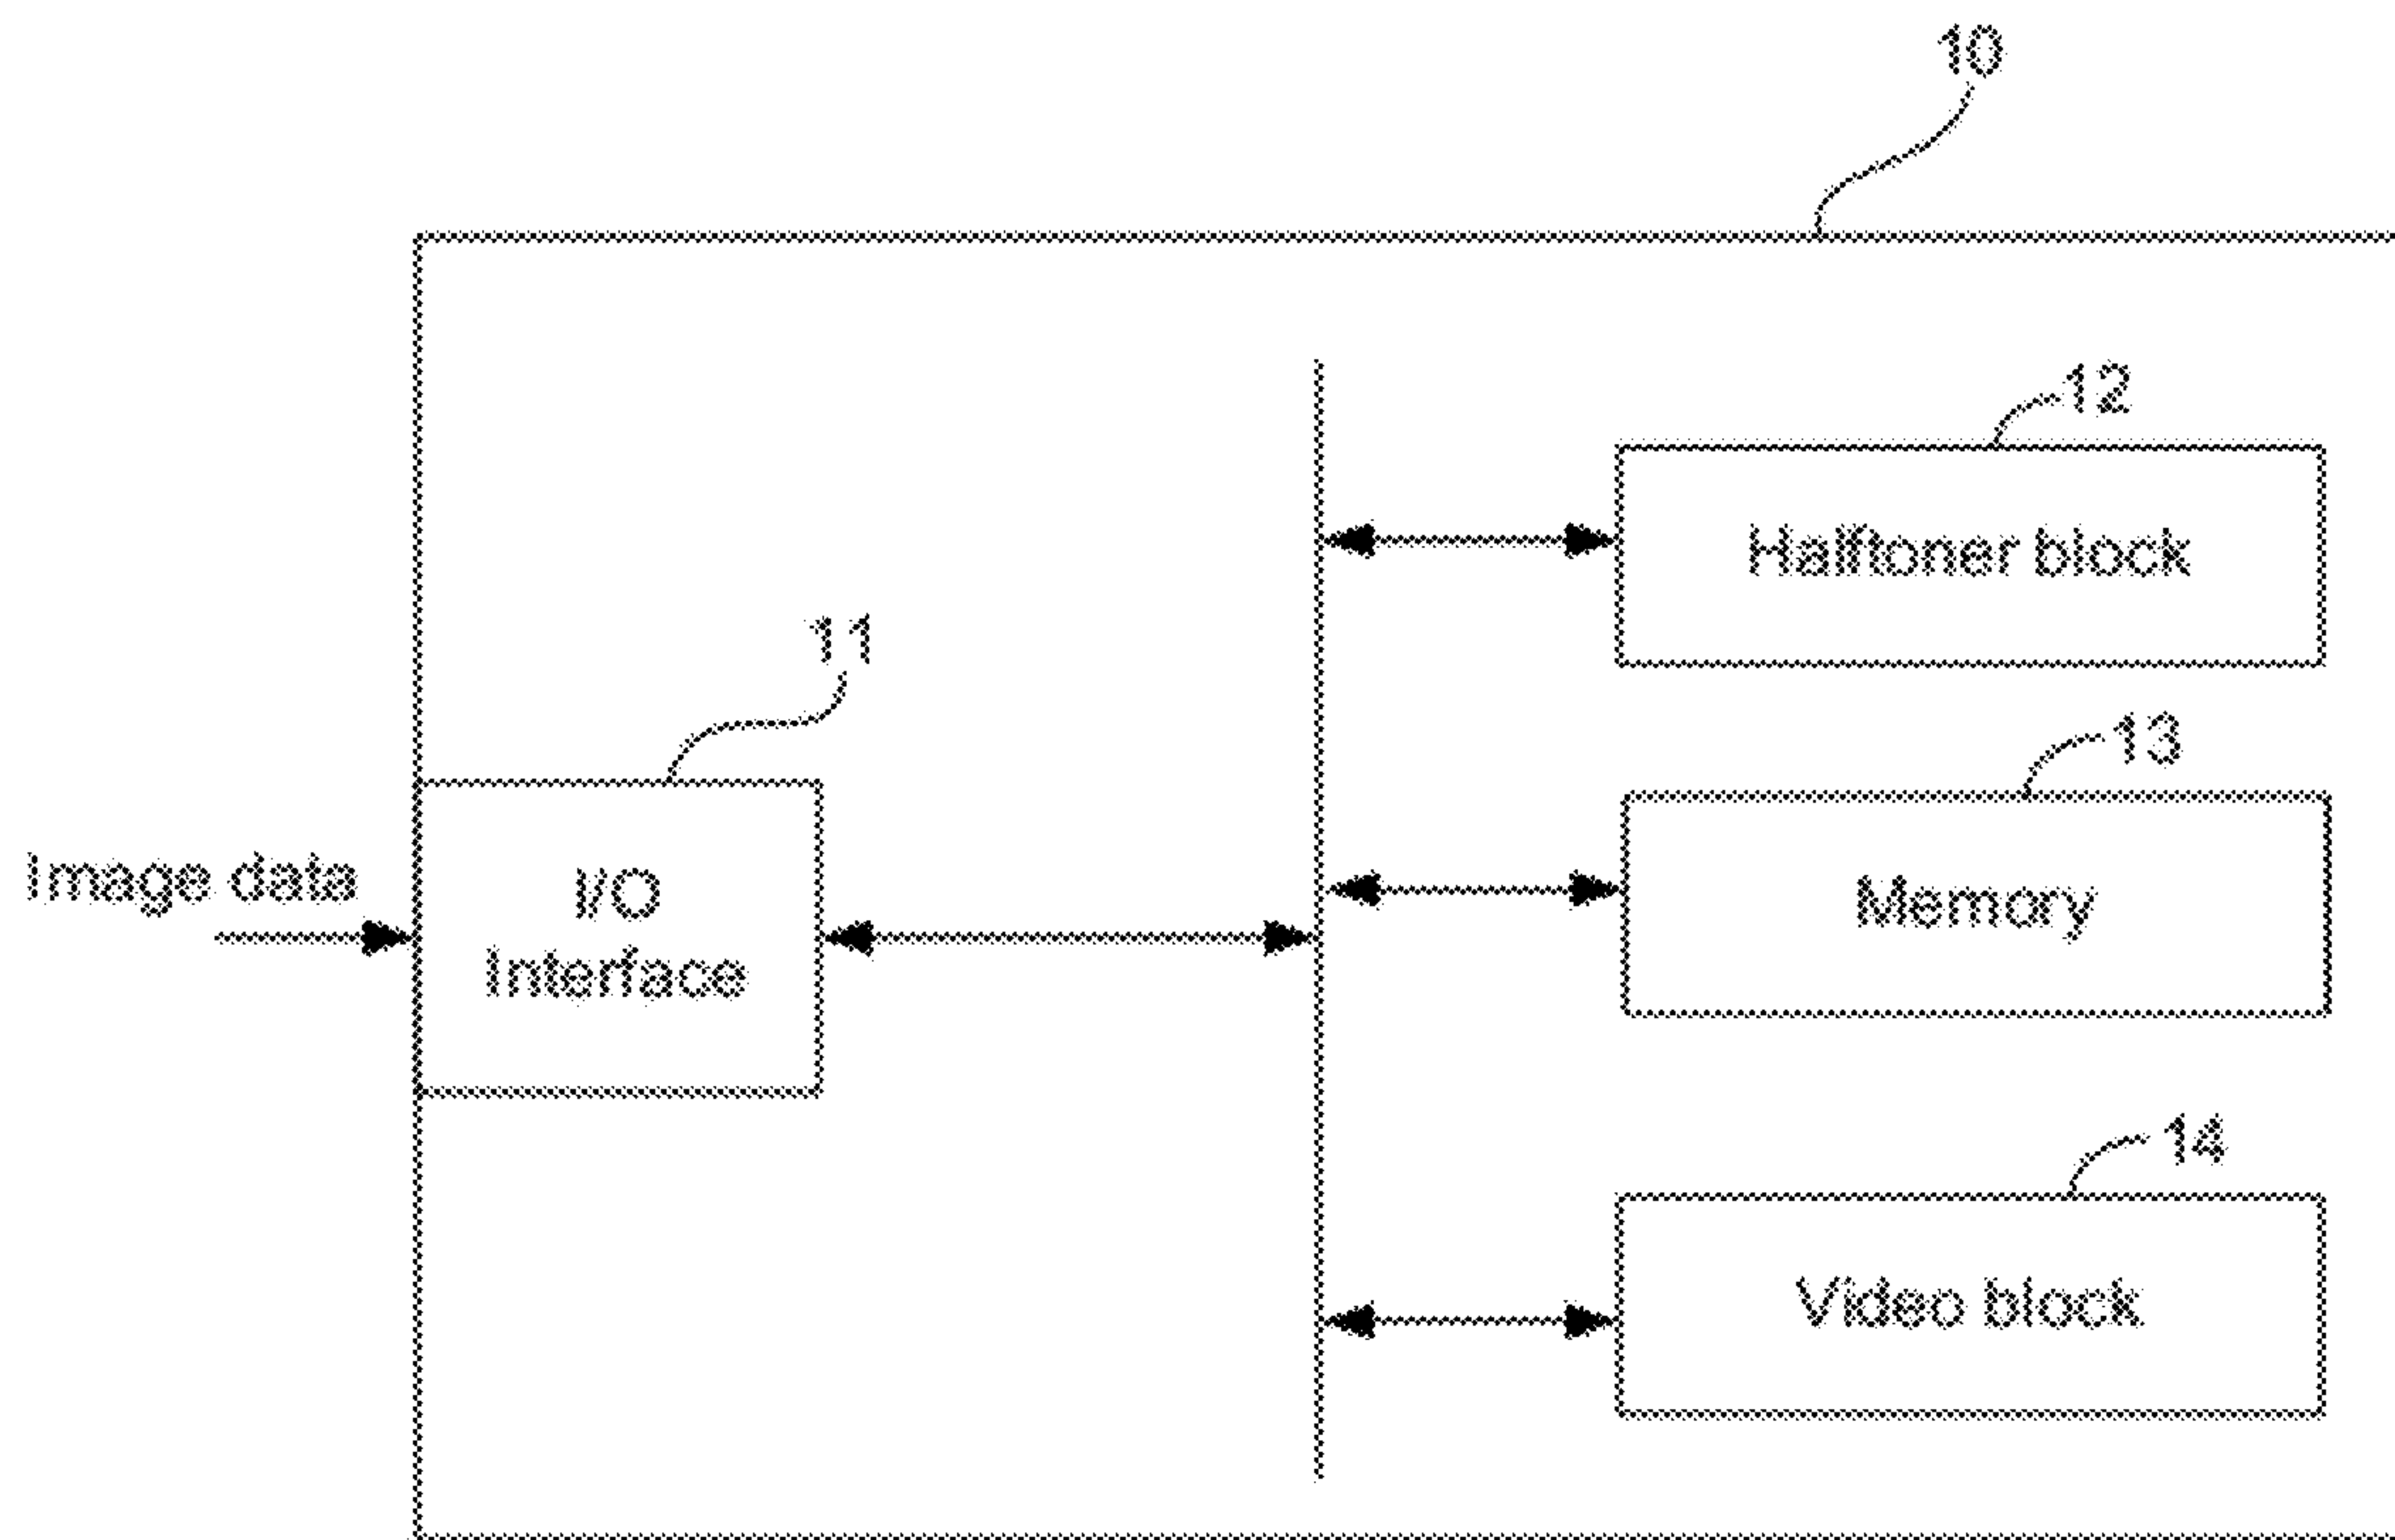 10
12
Halftoner block
11
13
Image data
I/O
Interface
Memory
14
Video block